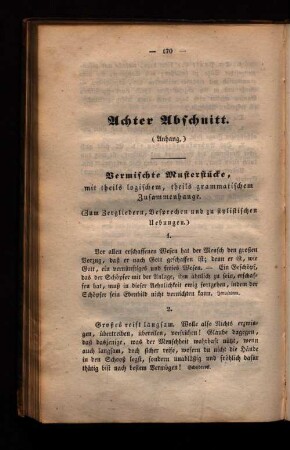 — 170 —
Achter Abschnitt.
(Anhang.)
Vermischte Musterstücke,
mit theils logischem, theils grammatischem
Zusammenhange.
(Zum Zergliedern, Besprechen und zu stylistischen
Uebungen.)
1.
Vor allen erschaffenen Wesen hat der Mensch den großen
Vorzug, daß er nach Gott geschaffen ist; denn er ist, wie
Gott, ein vernünftiges und freies Wesen. — Ein Geschöpf,
das der Schöpfer mit der Anlage, ihm ähnlich zu sein, erschaf-
fen hat, muß in dieser Aehnlichkeit ewig fortgehen, indem der
Schöpfer sein Ebenbild nicht vernichten kann.
2.
Großes reift langsam. Wolle also Nichts erzwin-
gen, übertreiben, übereilen, verfrühen! Glaube dagegen,
daß dasjenige, was der Menschheit wahrhaft nützt, wenn
auch langsam, doch sicher reife, wofern du nicht die Hände
in den Schooß legst, sondern unablässig und fröhlich dafür
thätig bist nach bestem Vermögen!